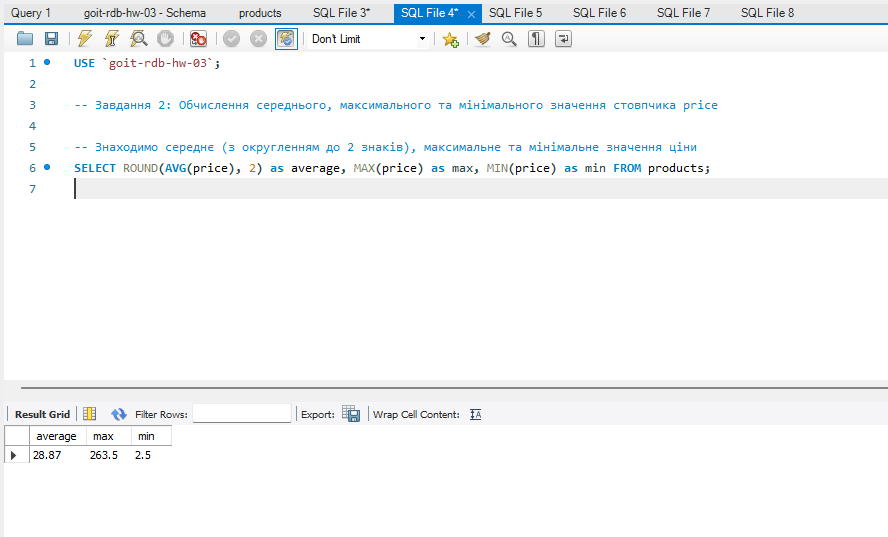 Query 1 goit-rdb-hw-03 - Schema products SQL File 3* SQL File 4* SQL File 5 SQL File 6 SQL File 7 SQL File 8
Don't Limit
1 USE `goit-rdb-hw-03`;
2
3 -- Завдання 2: Обчислення середнього, максимального та мінімального значення стовпчика price
4
5 -- Знаходимо середнє (з округленням до 2 знаків), максимальне та мінімальне значення ціни
6 SELECT ROUND(AVG(price), 2) as average, MAX(price) as max, MIN(price) as min FROM products;
7
Result Grid Filter Rows: Export: Wrap Cell Content:
average max min
28.87 263.5 2.5